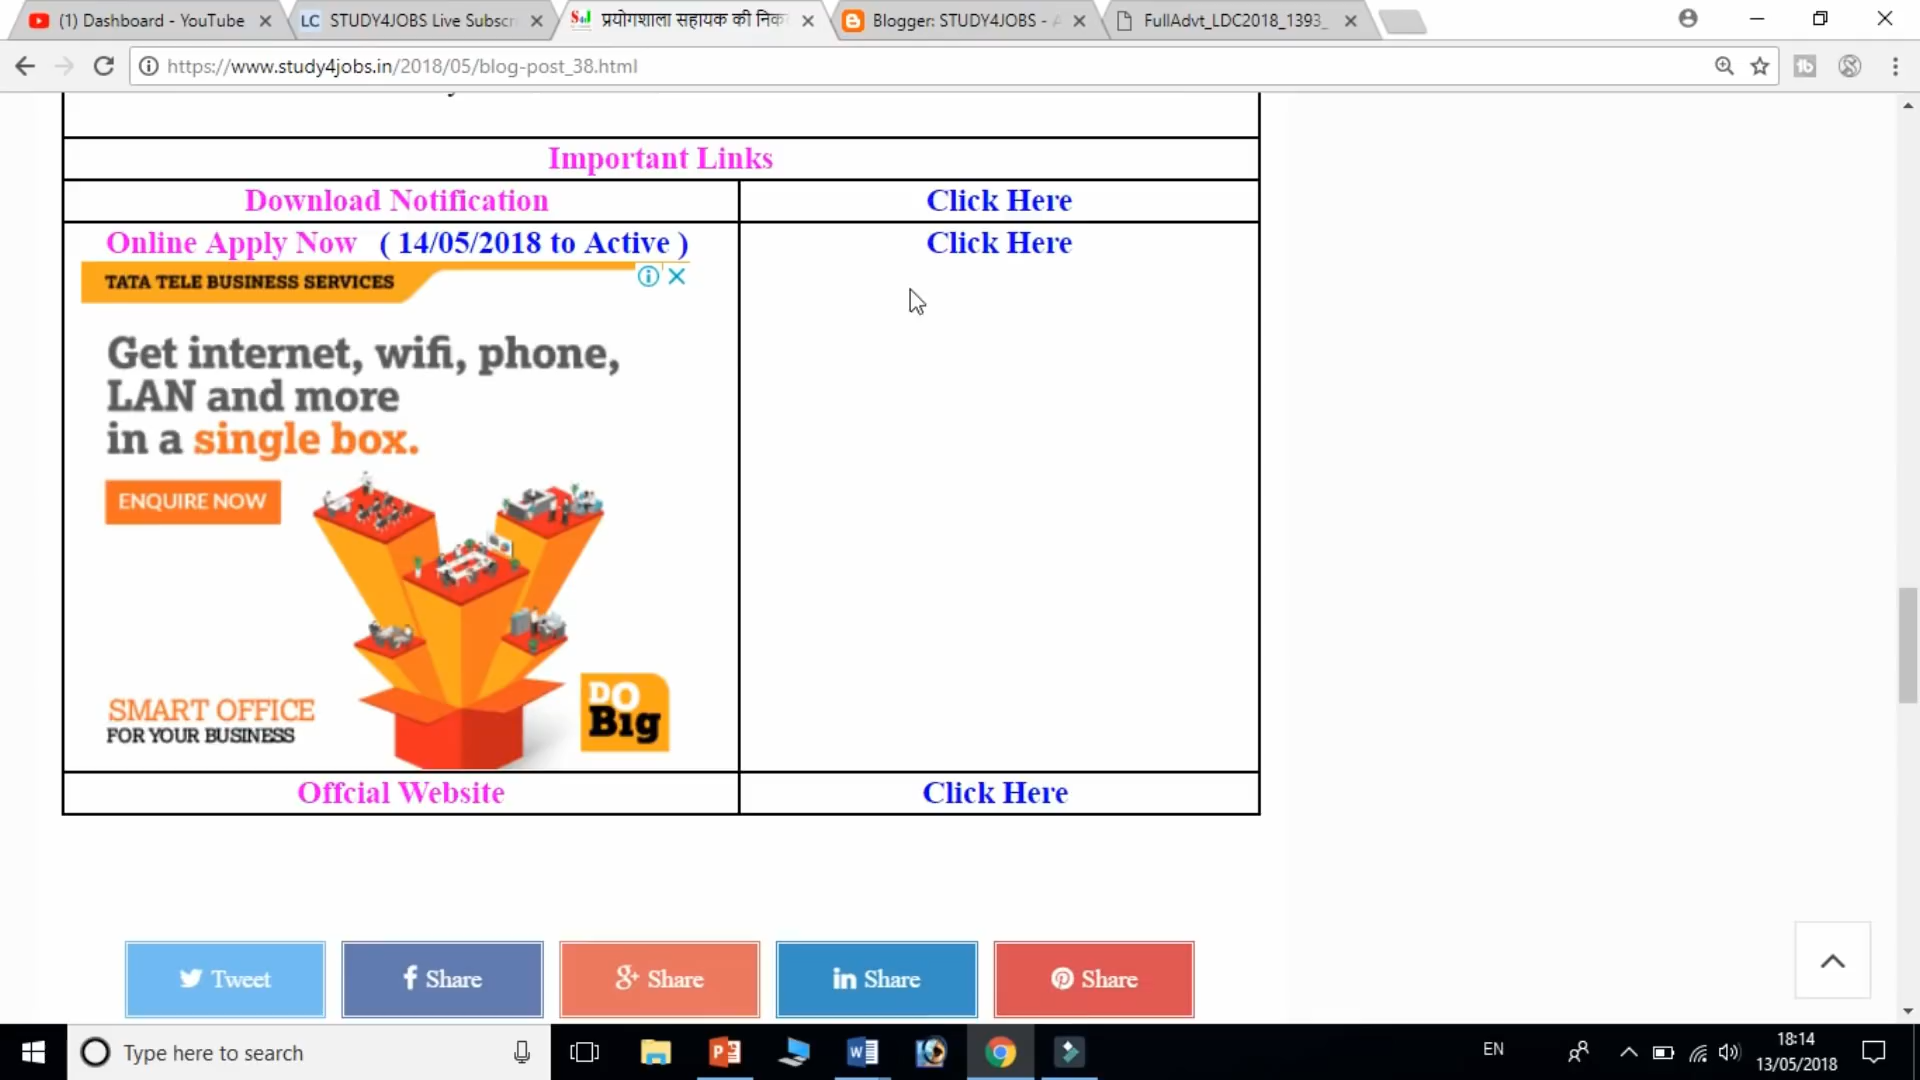 (1) Dashboard - YouTube
LC STUDY4JOBS Live Subscr
S4J प्रयोगशाला सहायक की निक
Blogger: STUDY4JOBS - A
FullAdvt_LDC2018_1393_
https://www.study4jobs.in/2018/05/blog-post_38.html
Important Links
Download Notification Click Here
Online Apply Now ( 14/05/2018 to Active ) Click Here
TATA TELE BUSINESS SERVICES
Get internet, wifi, phone,
LAN and more
in a single box.
ENQUIRE NOW
SMART OFFICE
FOR YOUR BUSINESS
DO
Big
Offcial Website Click Here
Tweet
Share
Share
Share
Share
Type here to search
EN
18:14
13/05/2018